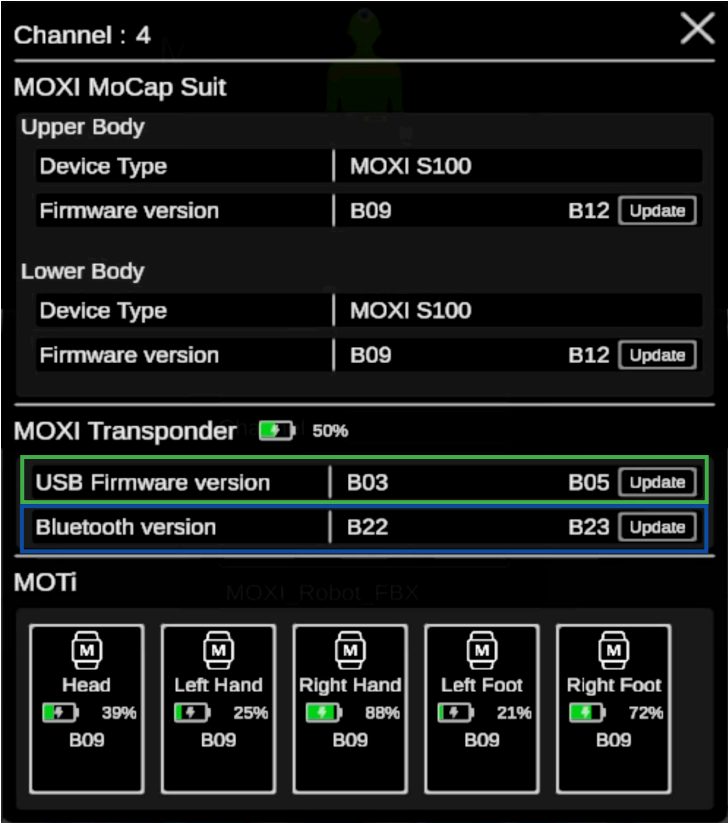 Channel : 4
MOXI MoCap Suit
Upper Body
Device Type MOXI S100
Firmware version B09 B12 Update
Lower Body
Device Type MOXI S100
Firmware version B09 B12 Update
MOXI Transponder 50%
USB Firmware version B03 B05 Update
Bluetooth version B22 B23 Update
MOTi
MOXI_Robot_FBX
M M M M M
Head Left Hand Right Hand Left Foot Right Foot
39% 25% 88% 21% 72%
B09 B09 B09 B09 B09